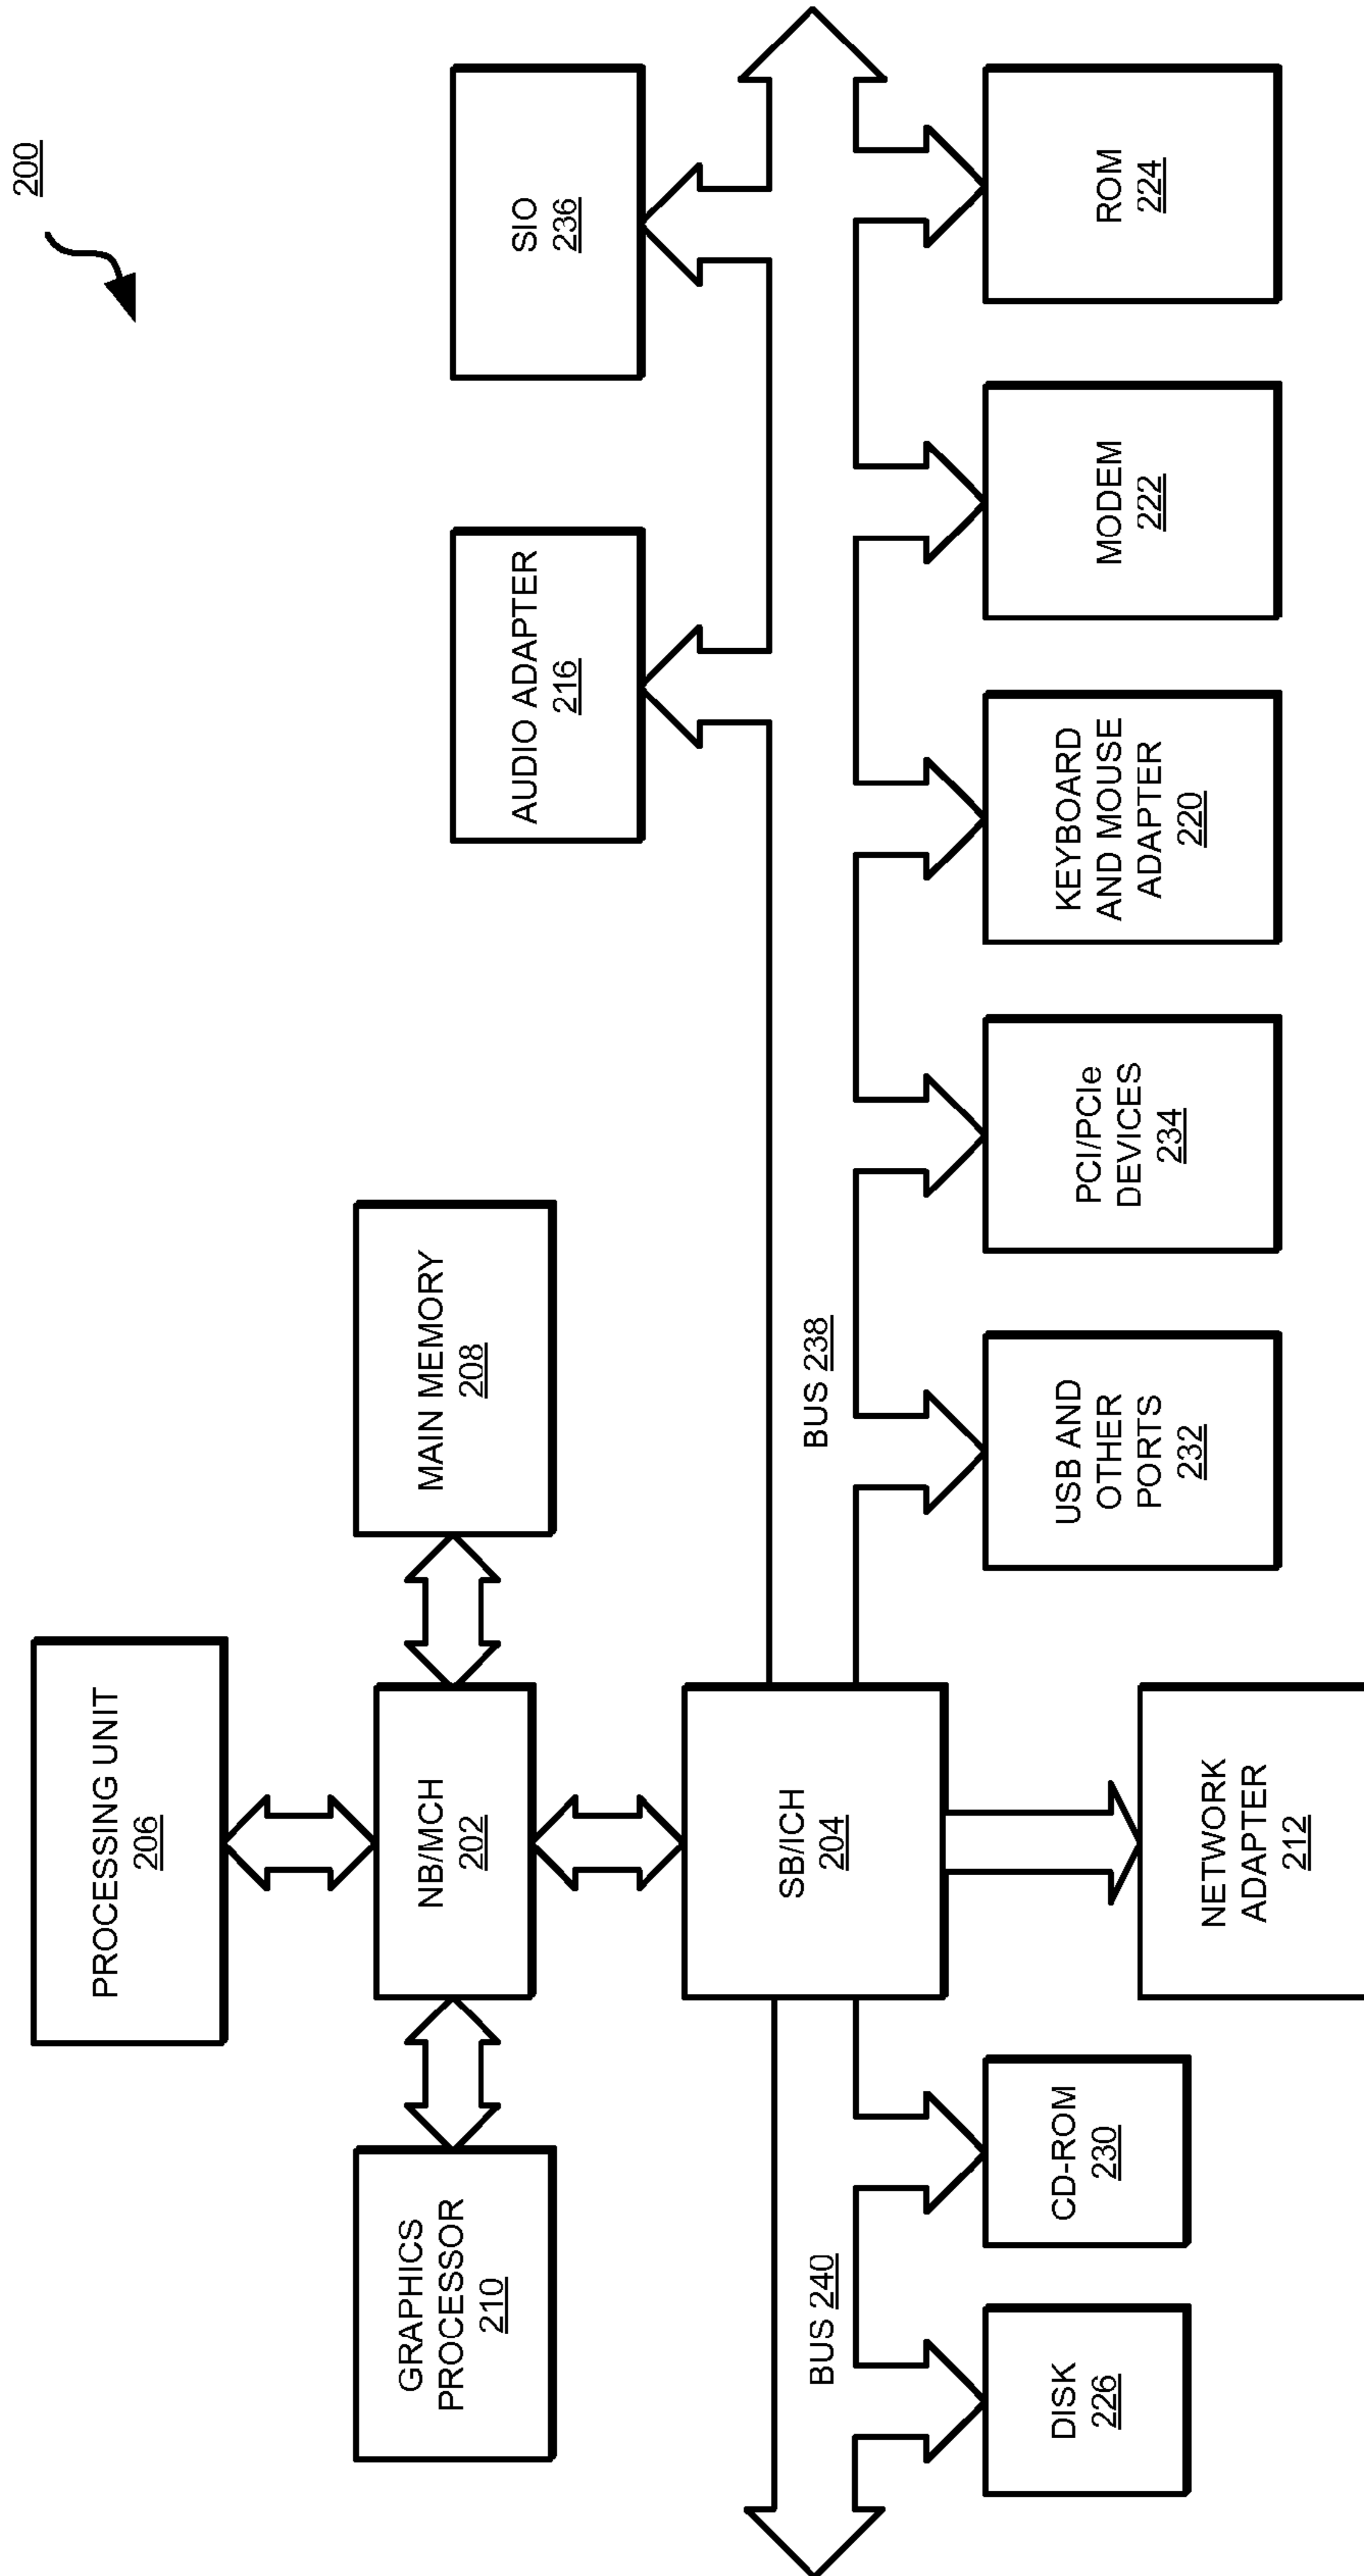 200
PROCESSING UNIT
206
GRAPHICS
PROCESSOR
210
NB/MCH
202
MAIN MEMORY
208
AUDIO ADAPTER
216
SIO
236
SB/ICH
204
BUS 240
BUS 238
DISK
226
CD-ROM
230
USB AND
OTHER
PORTS
232
PCI/PCIe
DEVICES
234
KEYBOARD
AND MOUSE
ADAPTER
220
MODEM
222
ROM
224
NETWORK
ADAPTER
212